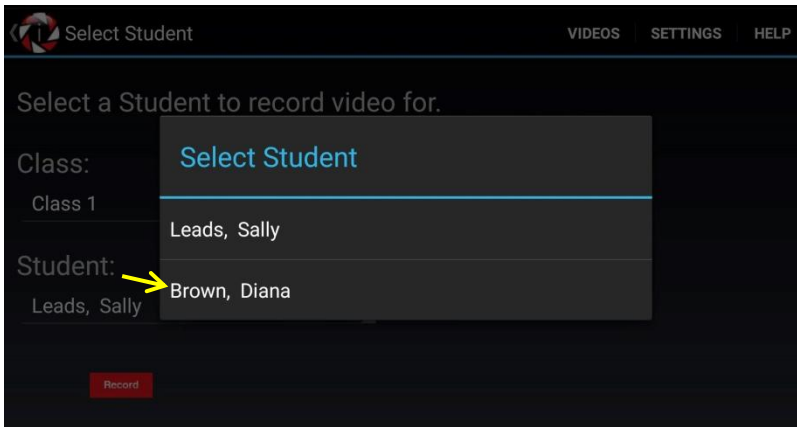 Select Student
VIDEOS SETTINGS HELP
Select a Student to record video for.
Class:
Class 1
Student:
Leads, Sally
Record
Select Student
Leads, Sally
Brown, Diana